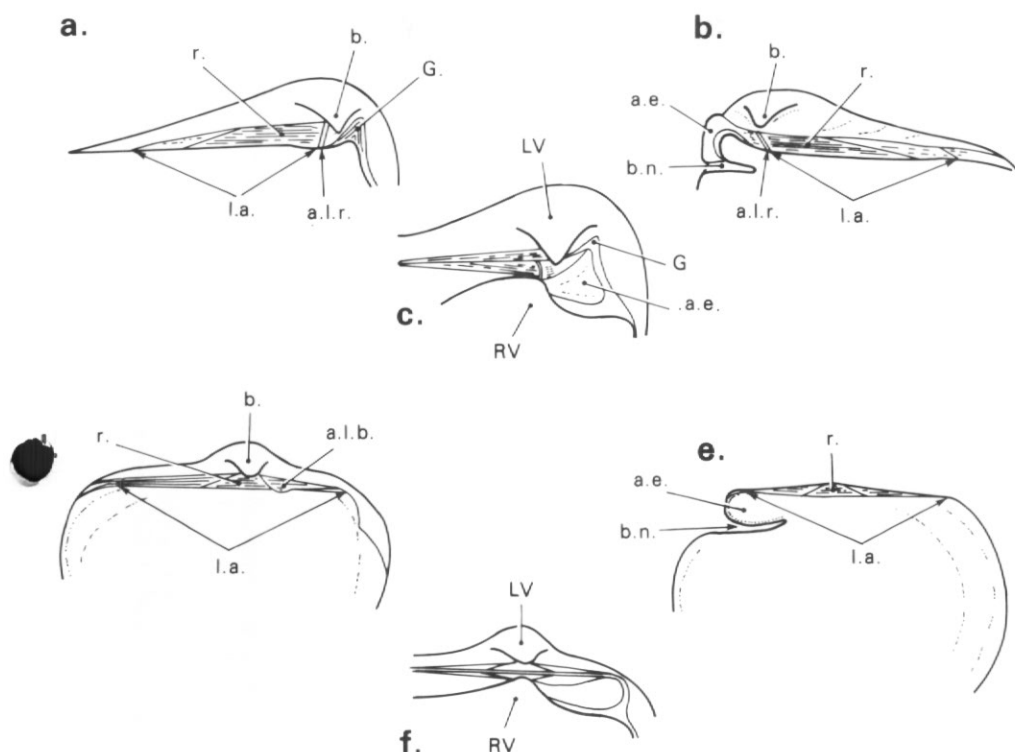 a.
r.
b.
G.
l.a.
a.l.r.
b.
b.
r.
a.e.
b.n.
a.l.r.
l.a.
LV
G
.a.e.
c.
RV
b.
r.
a.l.b.
l.a.
e.
r.
a.e.
b.n.
l.a.
LV
f.
RV